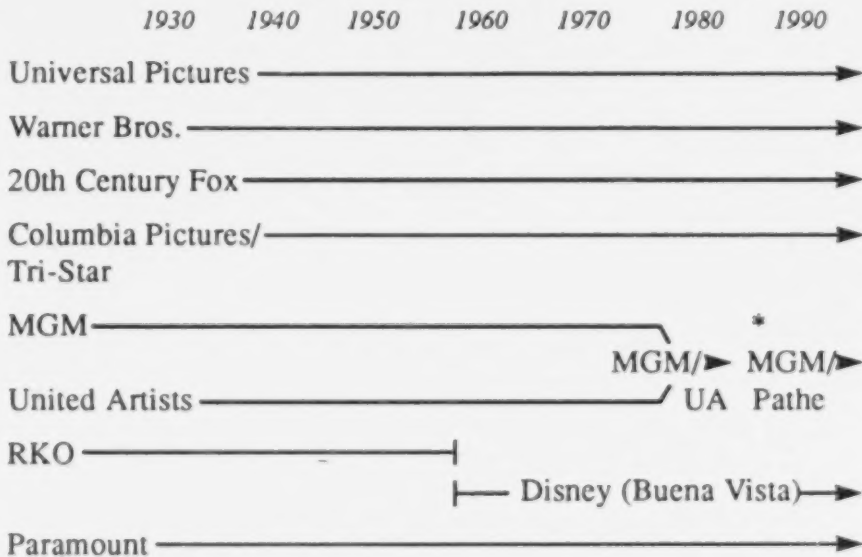 1930 1940 1950 1960 1970 1980 1990
Universal Pictures
Warner Bros.
20th Century Fox
Columbia Pictures/
Tri-Star
MGM
*
MGM/ MGM/
United Artists UA Pathe
RKO
Disney (Buena Vista)
Paramount